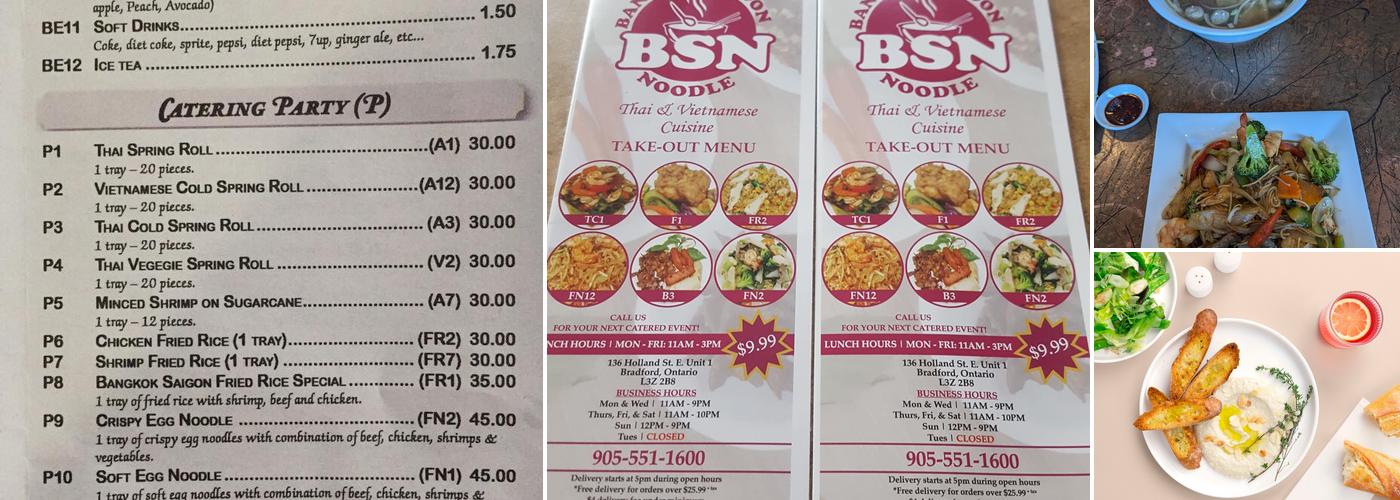 apple, Peach, Avocado)
BE11 Soft Drinks 1.50
Coke, diet coke, sprite, pepsi, diet pepsi, 7up, ginger ale, etc...
BE12 Ice tea 1.75
Catering Party (P)
P1 Thai Spring Roll (A1) 30.00
1 tray – 20 pieces.
P2 Vietnamese Cold Spring Roll (A12) 30.00
1 tray – 20 pieces.
P3 Thai Cold Spring Roll (A3) 30.00
1 tray – 20 pieces.
P4 Thai Vegegie Spring Roll (V2) 30.00
1 tray – 20 pieces.
P5 Minced Shrimp on Sugarcane (A7) 30.00
1 tray – 12 pieces.
P6 Chicken Fried Rice (1 tray) (FR2) 30.00
P7 Shrimp Fried Rice (1 tray) (FR7) 30.00
P8 Bangkok Saigon Fried Rice Special (FR1) 35.00
1 tray of fried rice with shrimp, beef and chicken.
P9 Crispy Egg Noodle (FN2) 45.00
1 tray of crispy egg noodles with combination of beef, chicken, shrimps &
vegetables.
P10 Soft Egg Noodle (FN1) 45.00
1 tray of soft egg noodles with combination of beef, chicken, shrimps &
BSN
NOODLE
Thai & Vietnamese
Cuisine
TAKE-OUT MENU
TC1 F1 FR2
FN12 B3 FN2
CALL US
FOR YOUR NEXT CATERED EVENT!
NCH HOURS | MON - FRI: 11AM - 3PM $9.99
136 Holland St. E. Unit 1
Bradford, Ontario
L3Z 2B8
BUSINESS HOURS
Mon & Wed | 11AM - 9PM
Thurs, Fri, & Sat | 11AM - 10PM
Sun | 12PM - 9PM
Tues | CLOSED
905-551-1600
Delivery starts at 5pm during open hours
*Free delivery for orders over $25.99
BSN
NOODLE
Thai & Vietnamese
Cuisine
TAKE-OUT MENU
TC1 F1 FR2
FN12 B3 FN2
CALL US
FOR YOUR NEXT CATERED EVENT!
LUNCH HOURS | MON - FRI: 11AM - 3PM $9.99
136 Holland St. E. Unit 1
Bradford, Ontario
L3Z 2B8
BUSINESS HOURS
Mon & Wed | 11AM - 9PM
Thurs, Fri, & Sat | 11AM - 10PM
Sun | 12PM - 9PM
Tues | CLOSED
905-551-1600
Delivery starts at 5pm during open hours
*Free delivery for orders over $25.99